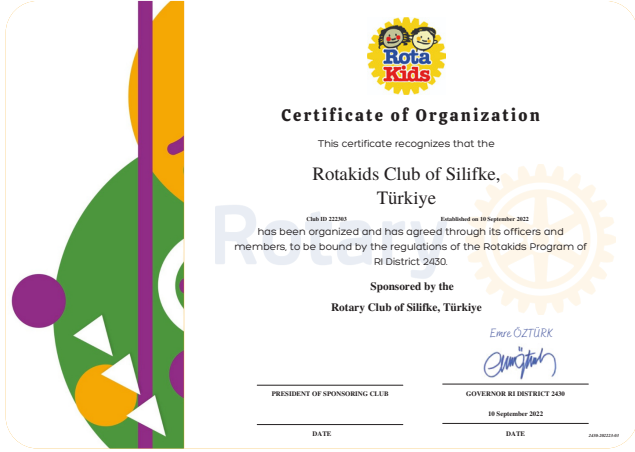 Rota
Kids
Certificate of Organization
This certificate recognizes that the
Rotakids Club of Silifke,
Türkiye
Club ID 222303 Established on 10 September 2022
Rotary
has been organized and has agreed through its officers and
members, to be bound by the regulations of the Rotakids Program of
RI District 2430.
Sponsored by the
Rotary Club of Silifke, Türkiye
Emre ÖZTÜRK
PRESIDENT OF SPONSORING CLUB GOVERNOR RI DISTRICT 2430
10 September 2022
DATE DATE